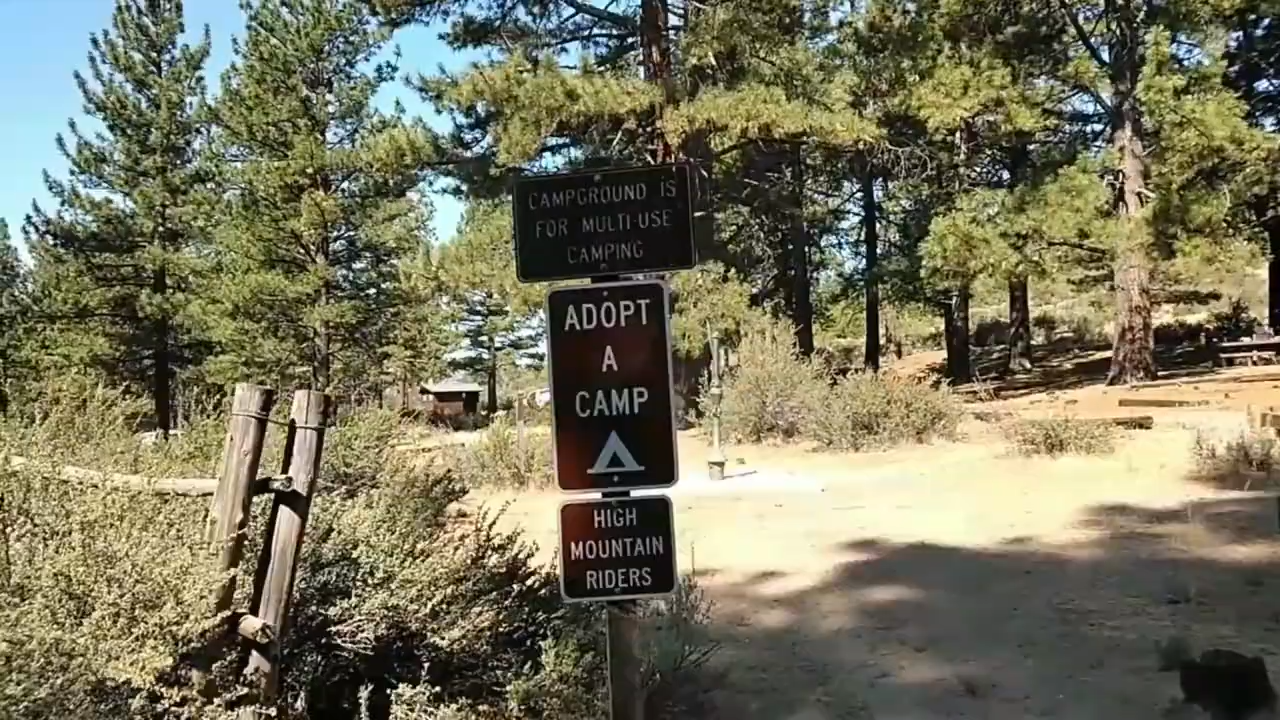 CAMPGROUND IS
FOR MULTI-USE
CAMPING
ADOPT
A
CAMP
HIGH
MOUNTAIN
RIDERS